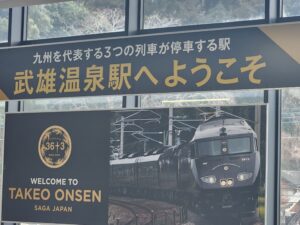 九州を代表する3つの列車が停車する駅
武雄温泉駅へようこそ
36+3
WELCOME TO
TAKEO ONSEN
SAGA JAPAN